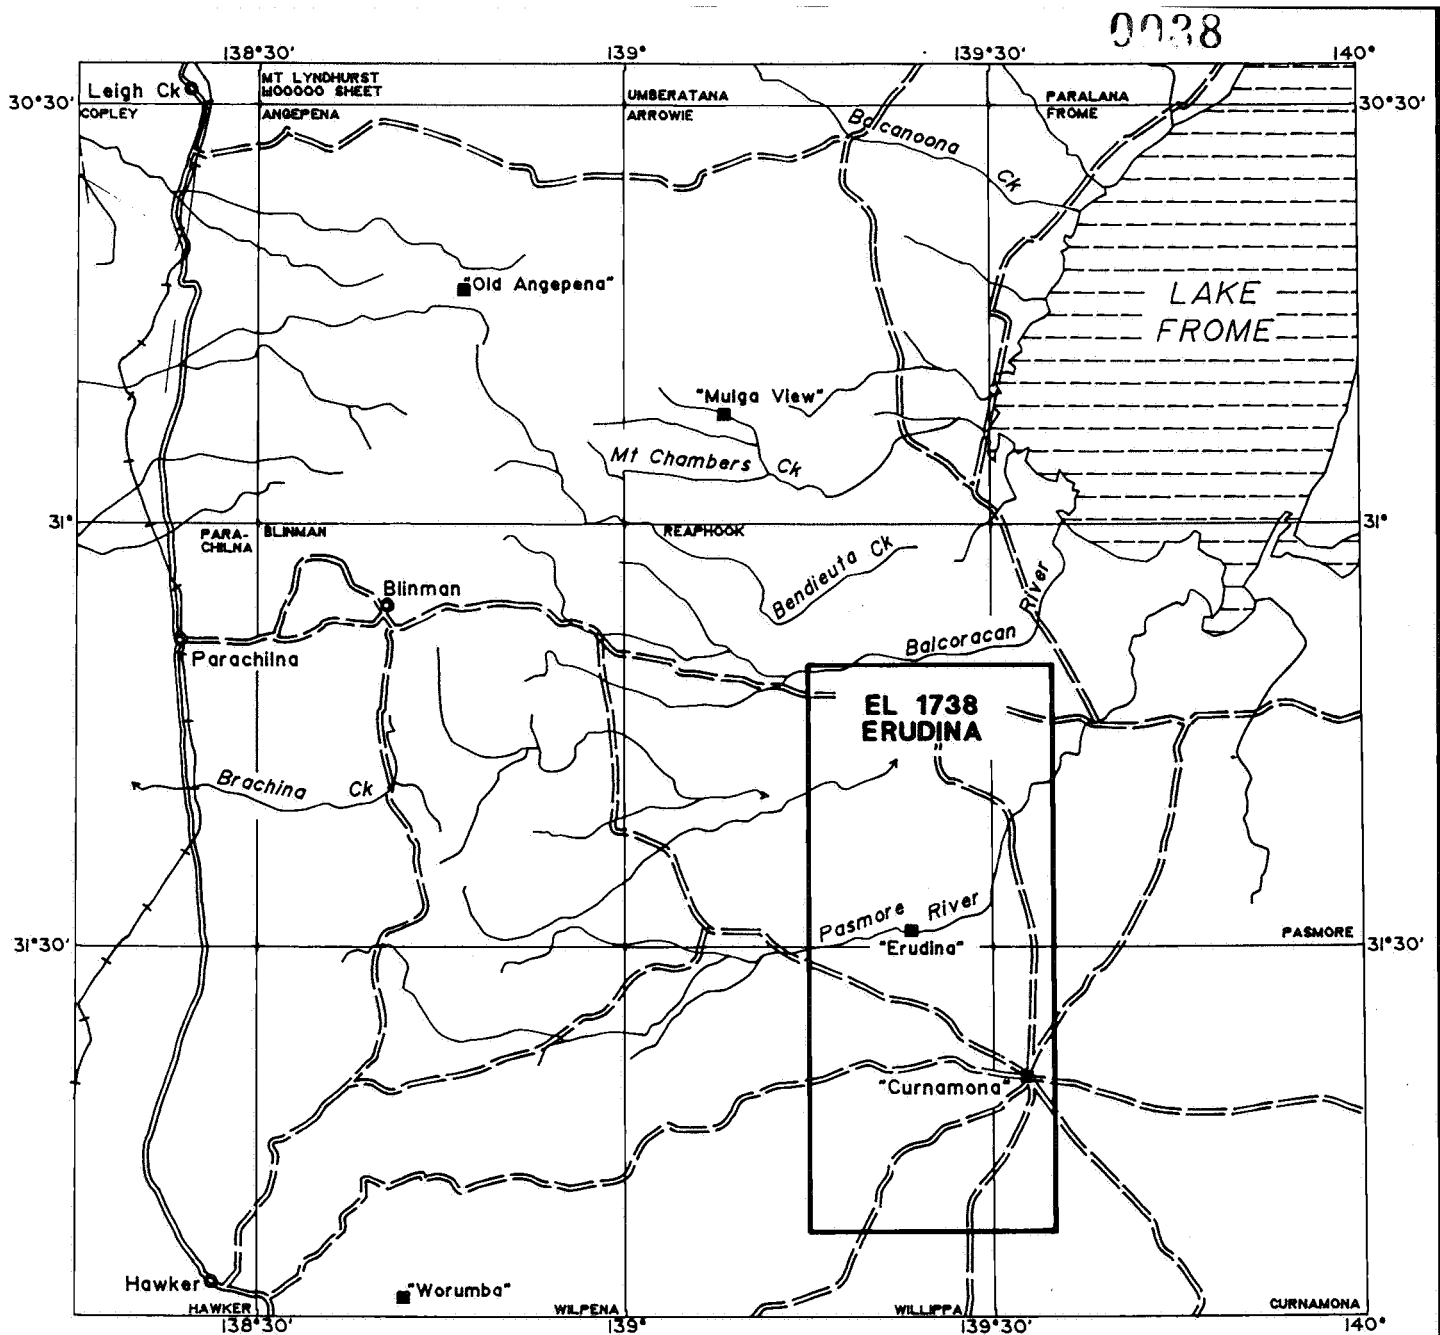 0038
138°30'
139°
139°30'
140°
Leigh Ck
MT LYNDHURST
1:100000 SHEET
30°30'
COPLEY
ANGEPENA
UMBERATANA
ARROWIE
PARALANA
FROME
30°30'
Balcanoona
Ck
"Old Angepena"
LAKE
FROME
"Mulga View"
Mt Chambers Ck
31°
PARA-
CHILNA
BLINMAN
REAPHOOK
31°
Bendieuta Ck
Blinman
River
Balcoracan
Parachilna
EL 1738
ERUDINA
Brachina Ck
Pasmore River
31°30'
"Erudina"
PASMORE
31°30'
"Curnamona"
Hawker
"Worumba"
HAWKER
WILPENA
WILLIPPA
CURNAMONA
138°30'
139°
139°30'
140°